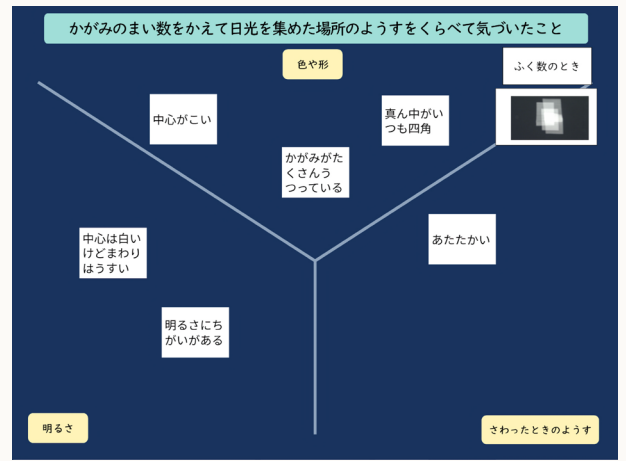 かがみのまい数をかえて日光を集めた場所のようすをくらべて気づいたこと
色や形
ふく数のとき
中心がこい
真ん中がい
つも四角
かがみがた
くさんう
つっている
中心は白い
けどまわり
はうすい
あたたかい
明るさにち
がいがある
明るさ
さわったときのようす